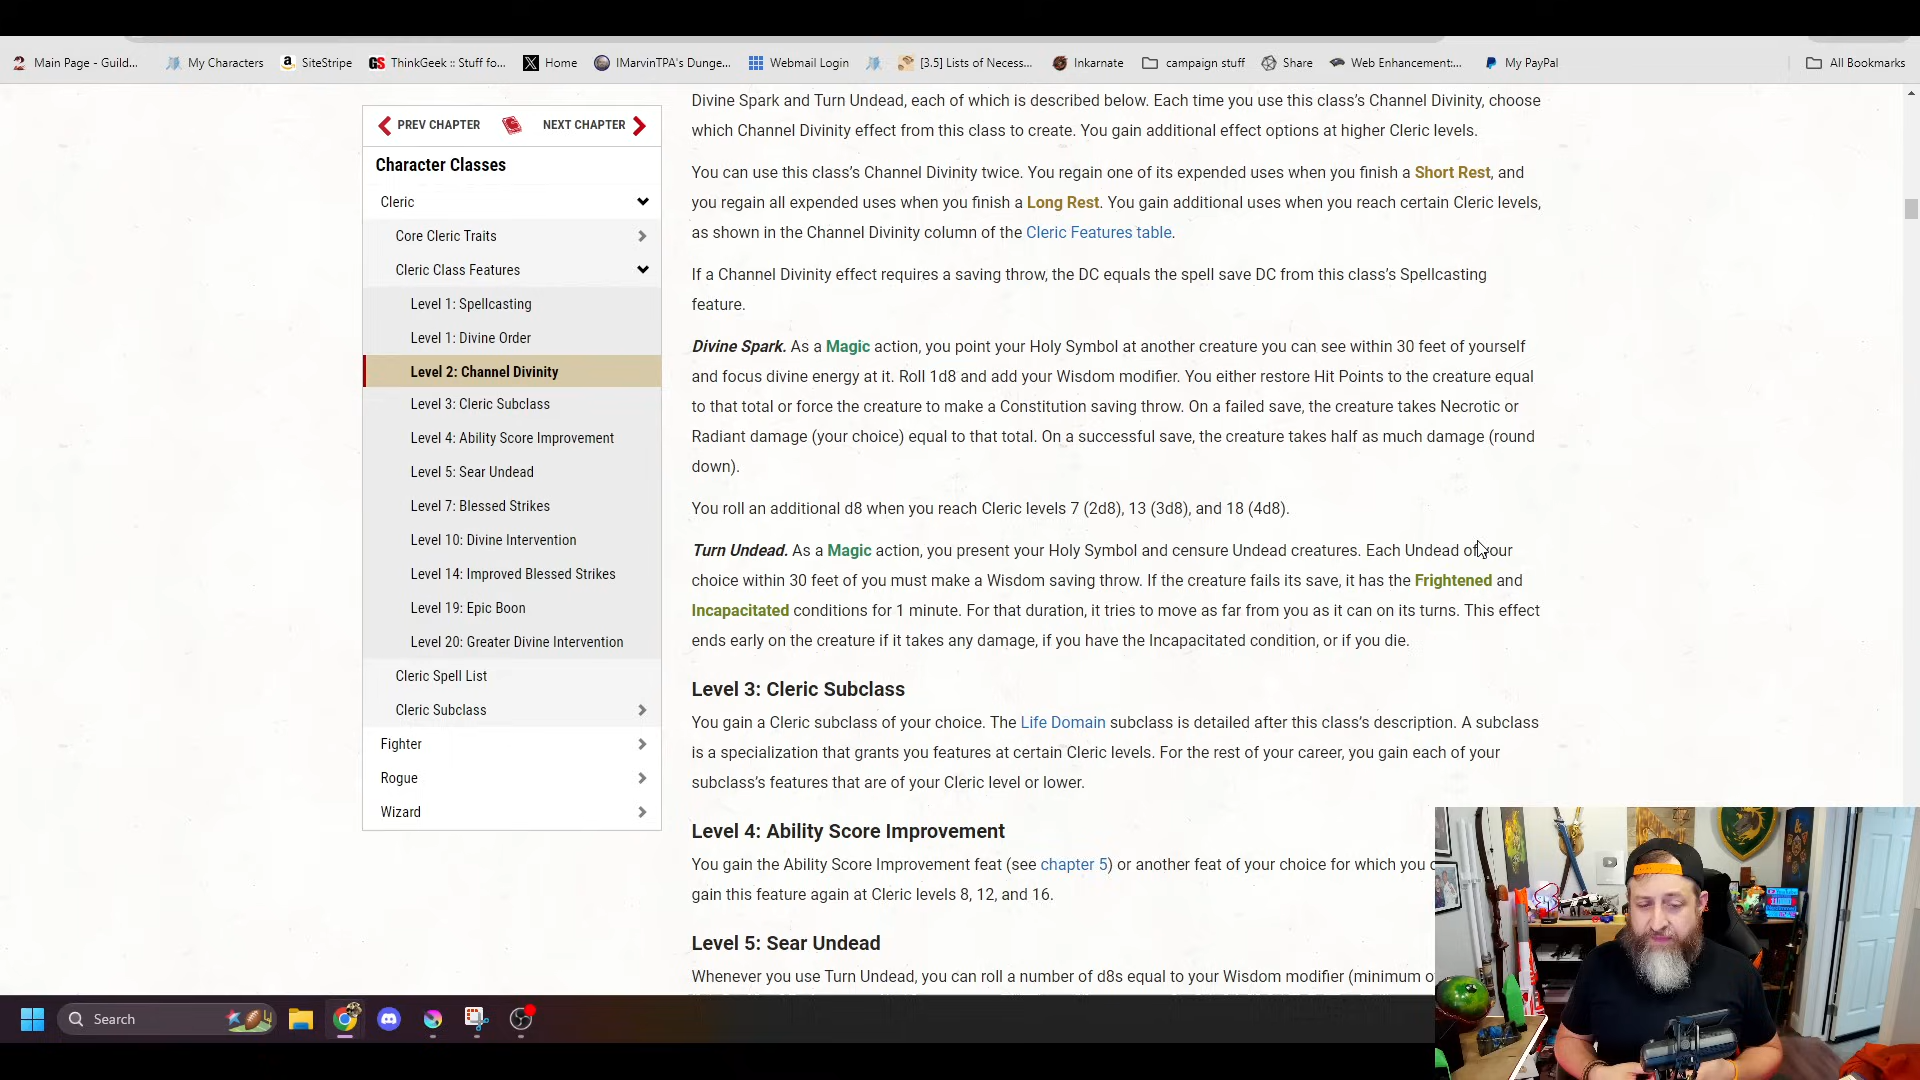 Main Page - Guild...
My Characters
SiteStripe
GS
ThinkGeek :: Stuff fo...
X
Home
IMarvinTPA's Dunge...
Webmail Login
[3.5] Lists of Necess...
Inkarnate
campaign stuff
Share
Web Enhancement:...
My PayPal
All Bookmarks
PREV CHAPTER
NEXT CHAPTER
Character Classes
Cleric
Core Cleric Traits
Cleric Class Features
Level 1: Spellcasting
Level 1: Divine Order
Level 2: Channel Divinity
Level 3: Cleric Subclass
Level 4: Ability Score Improvement
Level 5: Sear Undead
Level 7: Blessed Strikes
Level 10: Divine Intervention
Level 14: Improved Blessed Strikes
Level 19: Epic Boon
Level 20: Greater Divine Intervention
Cleric Spell List
Cleric Subclass
Fighter
Rogue
Wizard
Divine Spark and Turn Undead, each of which is described below. Each time you use this class's Channel Divinity, choose
which Channel Divinity effect from this class to create. You gain additional effect options at higher Cleric levels.
You can use this class's Channel Divinity twice. You regain one of its expended uses when you finish a Short Rest, and
you regain all expended uses when you finish a Long Rest. You gain additional uses when you reach certain Cleric levels,
as shown in the Channel Divinity column of the Cleric Features table.
If a Channel Divinity effect requires a saving throw, the DC equals the spell save DC from this class's Spellcasting
feature.
Divine Spark. As a Magic action, you point your Holy Symbol at another creature you can see within 30 feet of yourself
and focus divine energy at it. Roll 1d8 and add your Wisdom modifier. You either restore Hit Points to the creature equal
to that total or force the creature to make a Constitution saving throw. On a failed save, the creature takes Necrotic or
Radiant damage (your choice) equal to that total. On a successful save, the creature takes half as much damage (round
down).
You roll an additional d8 when you reach Cleric levels 7 (2d8), 13 (3d8), and 18 (4d8).
Turn Undead. As a Magic action, you present your Holy Symbol and censure Undead creatures. Each Undead of your
choice within 30 feet of you must make a Wisdom saving throw. If the creature fails its save, it has the Frightened and
Incapacitated conditions for 1 minute. For that duration, it tries to move as far from you as it can on its turns. This effect
ends early on the creature if it takes any damage, if you have the Incapacitated condition, or if you die.
Level 3: Cleric Subclass
You gain a Cleric subclass of your choice. The Life Domain subclass is detailed after this class's description. A subclass
is a specialization that grants you features at certain Cleric levels. For the rest of your career, you gain each of your
subclass's features that are of your Cleric level or lower.
Level 4: Ability Score Improvement
You gain the Ability Score Improvement feat (see chapter 5) or another feat of your choice for which you
gain this feature again at Cleric levels 8, 12, and 16.
Level 5: Sear Undead
Whenever you use Turn Undead, you can roll a number of d8s equal to your Wisdom modifier (minimum
Search